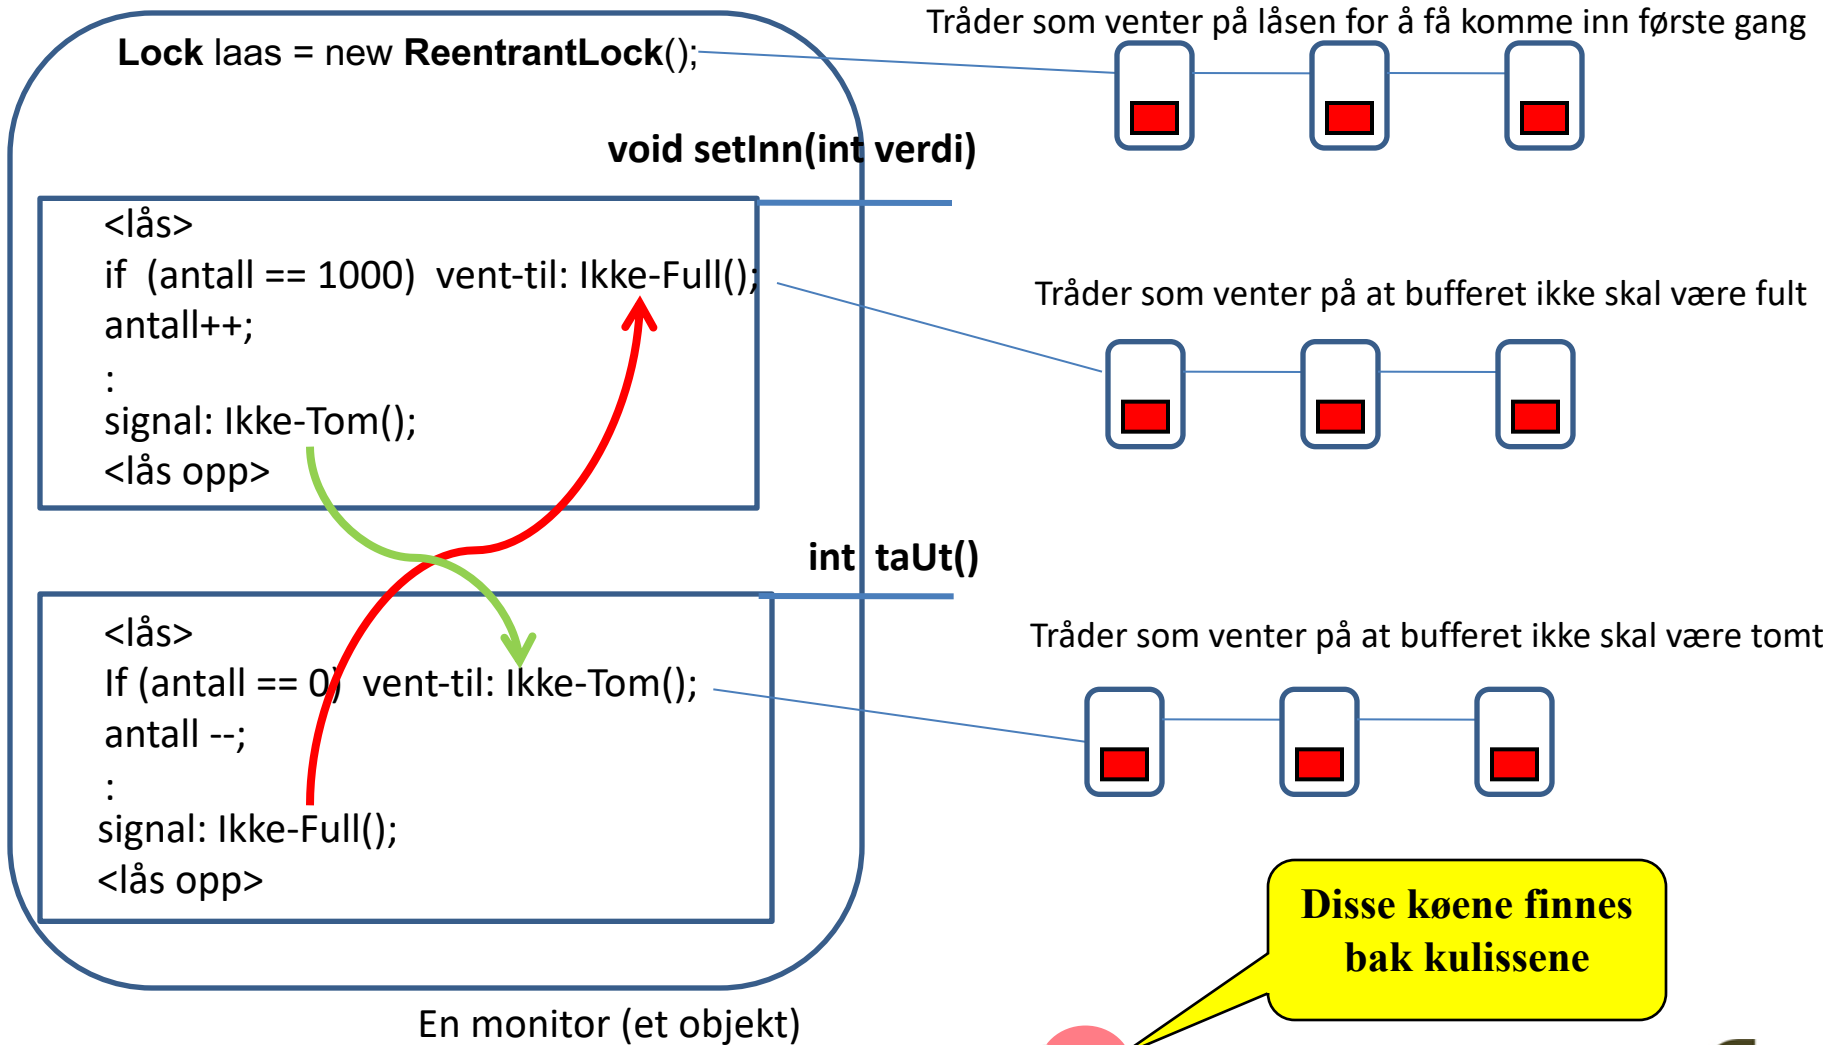 Tråder som venter på låsen for å få komme inn første gang
Lock laas = new ReentrantLock();
void setInn(int verdi)
<lås>
if (antall == 1000) vent-til: Ikke-Full();
antall++;
:
signal: Ikke-Tom();
<lås opp>
Tråder som venter på at bufferet ikke skal være fult
int taUt()
<lås>
If (antall == 0) vent-til: Ikke-Tom();
antall --;
:
signal: Ikke-Full();
<lås opp>
Tråder som venter på at bufferet ikke skal være tomt
Disse køene finnes
bak kulissene
En monitor (et objekt)